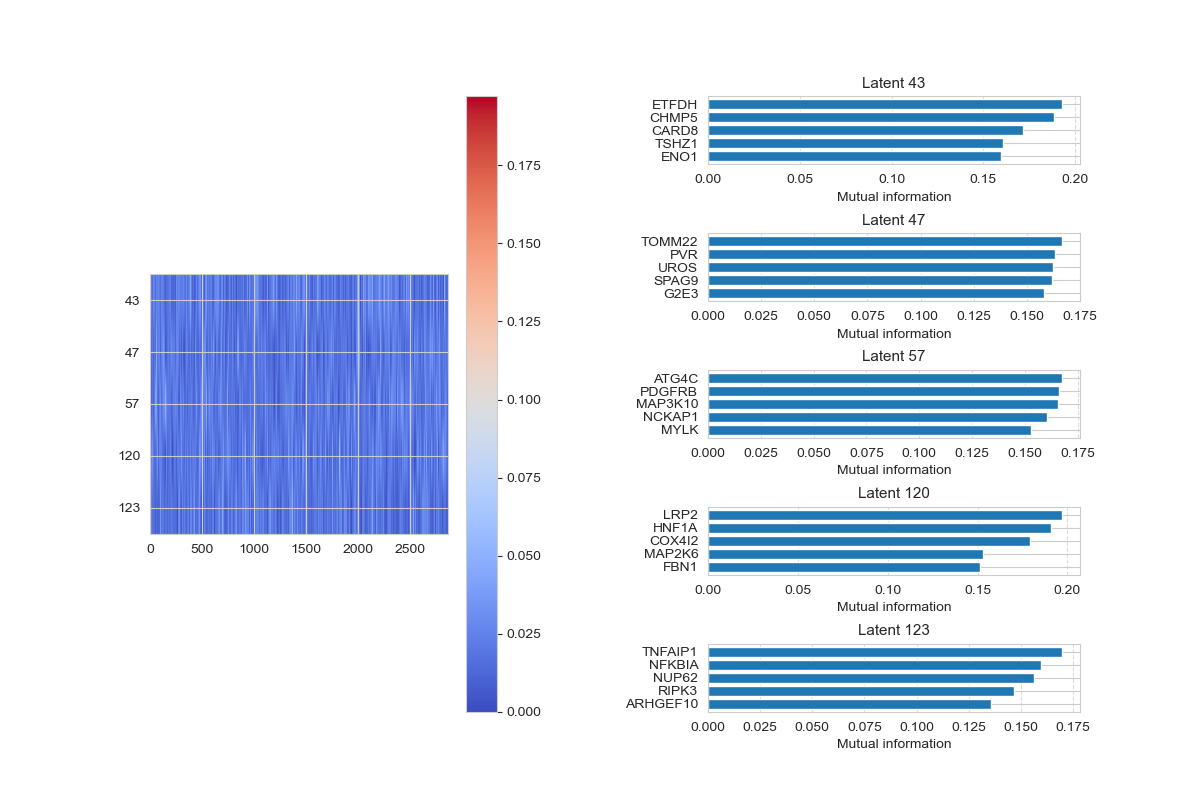 43
47
57
120
123
0 500 1000 1500 2000 2500
0.175
0.150
0.125
0.100
0.075
0.050
0.025
0.000
Latent 43
ETFDH
CHMP5
CARD8
TSHZ1
ENO1
0.00 0.05 0.10 0.15 0.20
Mutual information
Latent 47
TOMM22
PVR
UROS
SPAG9
G2E3
0.000 0.025 0.050 0.075 0.100 0.125 0.150 0.175
Mutual information
Latent 57
ATG4C
PDGFRB
MAP3K10
NCKAP1
MYLK
0.000 0.025 0.050 0.075 0.100 0.125 0.150 0.175
Mutual information
Latent 120
LRP2
HNF1A
COX4I2
MAP2K6
FBN1
0.00 0.05 0.10 0.15 0.20
Mutual information
Latent 123
TNFAIP1
NFKBIA
NUP62
RIPK3
ARHGEF10
0.000 0.025 0.050 0.075 0.100 0.125 0.150 0.175
Mutual information